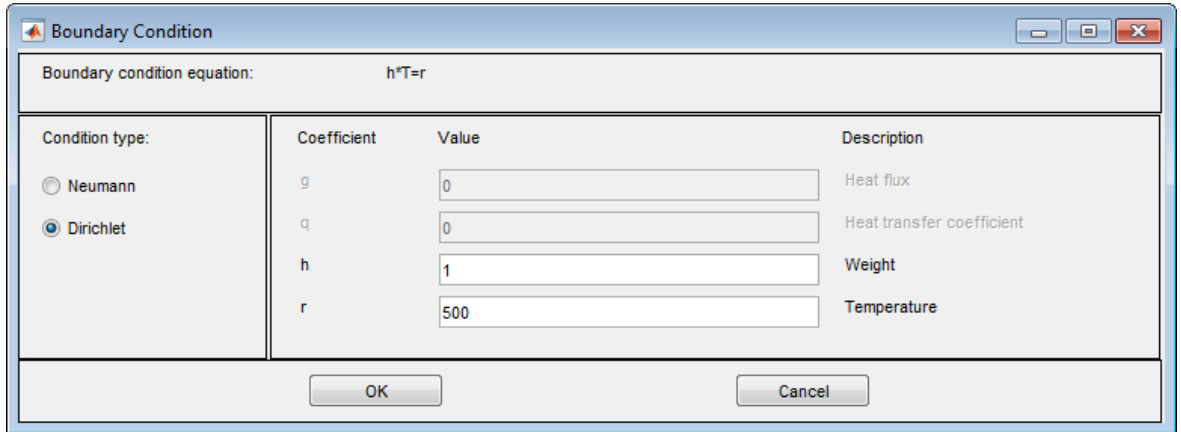 Boundary Condition
Boundary condition equation: h*T=r
Condition type:
Neumann
Dirichlet
Coefficient Value Description
g 0 Heat flux
q 0 Heat transfer coefficient
h 1 Weight
r 500 Temperature
OK Cancel